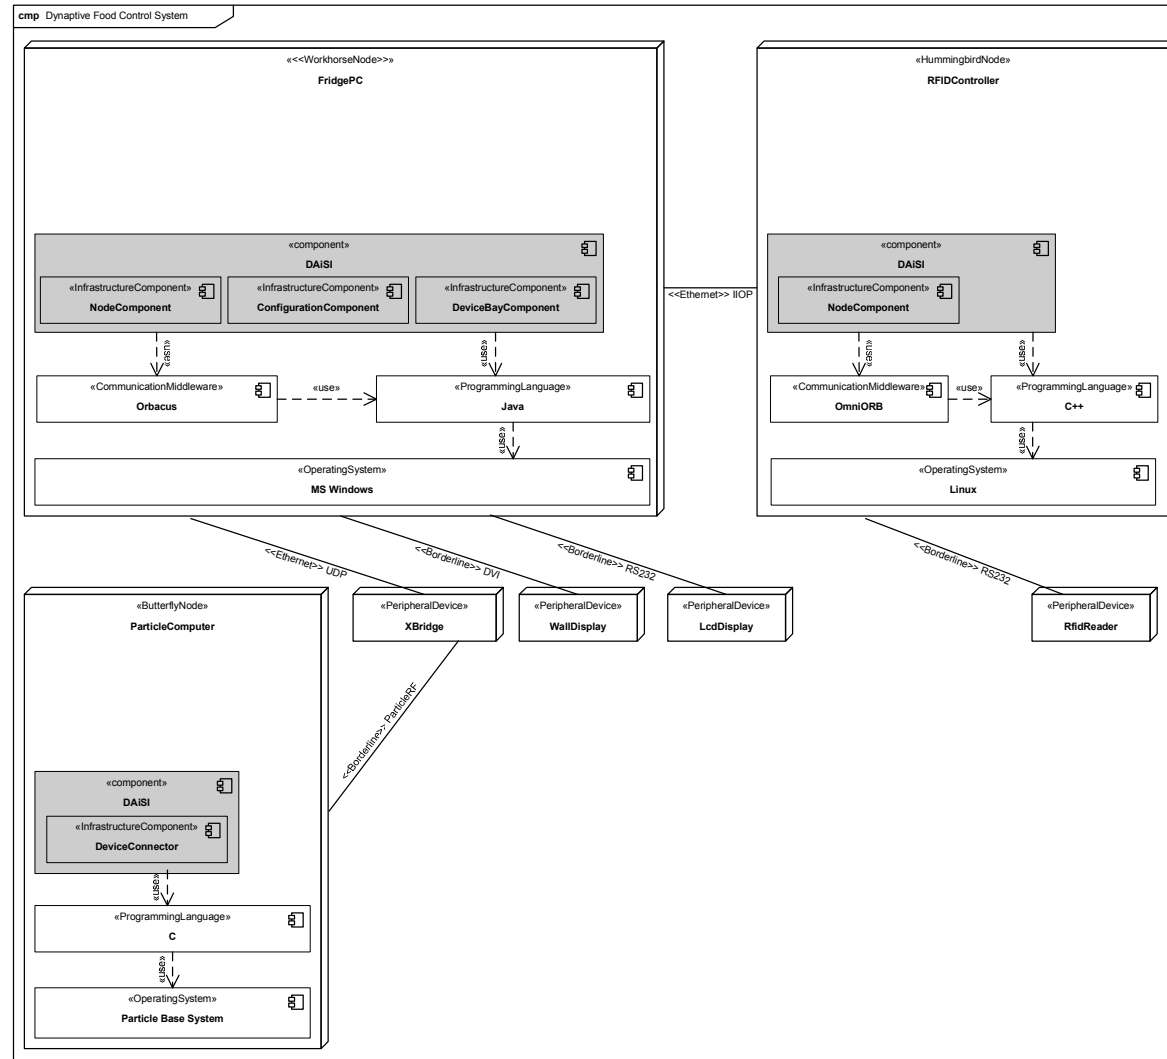 cmp Dynaptive Food Control System
«<<WorkhorseNode>>»
FridgePC
«component»
DAiSI
«InfrastructureComponent»
NodeComponent
«InfrastructureComponent»
ConfigurationComponent
«InfrastructureComponent»
DeviceBayComponent
«use»
«use»
«CommunicationMiddleware»
Orbacus
«use»
«ProgrammingLanguage»
Java
«use»
«OperatingSystem»
MS Windows
<<Ethernet>> IIOP
«HummingbirdNode»
RFIDController
«component»
DAiSI
«InfrastructureComponent»
NodeComponent
«use»
«use»
«CommunicationMiddleware»
OmniORB
«use»
«ProgrammingLanguage»
C++
«use»
«OperatingSystem»
Linux
<<Ethernet>> UDP
<<Borderline>> DVI
<<Borderline>> RS232
<<Borderline>> RS232
«PeripheralDevice»
XBridge
«PeripheralDevice»
WallDisplay
«PeripheralDevice»
LcdDisplay
«PeripheralDevice»
RfidReader
<<Borderline>> ParticleRF
«ButterflyNode»
ParticleComputer
«component»
DAiSI
«InfrastructureComponent»
DeviceConnector
«use»
«ProgrammingLanguage»
C
«use»
«OperatingSystem»
Particle Base System